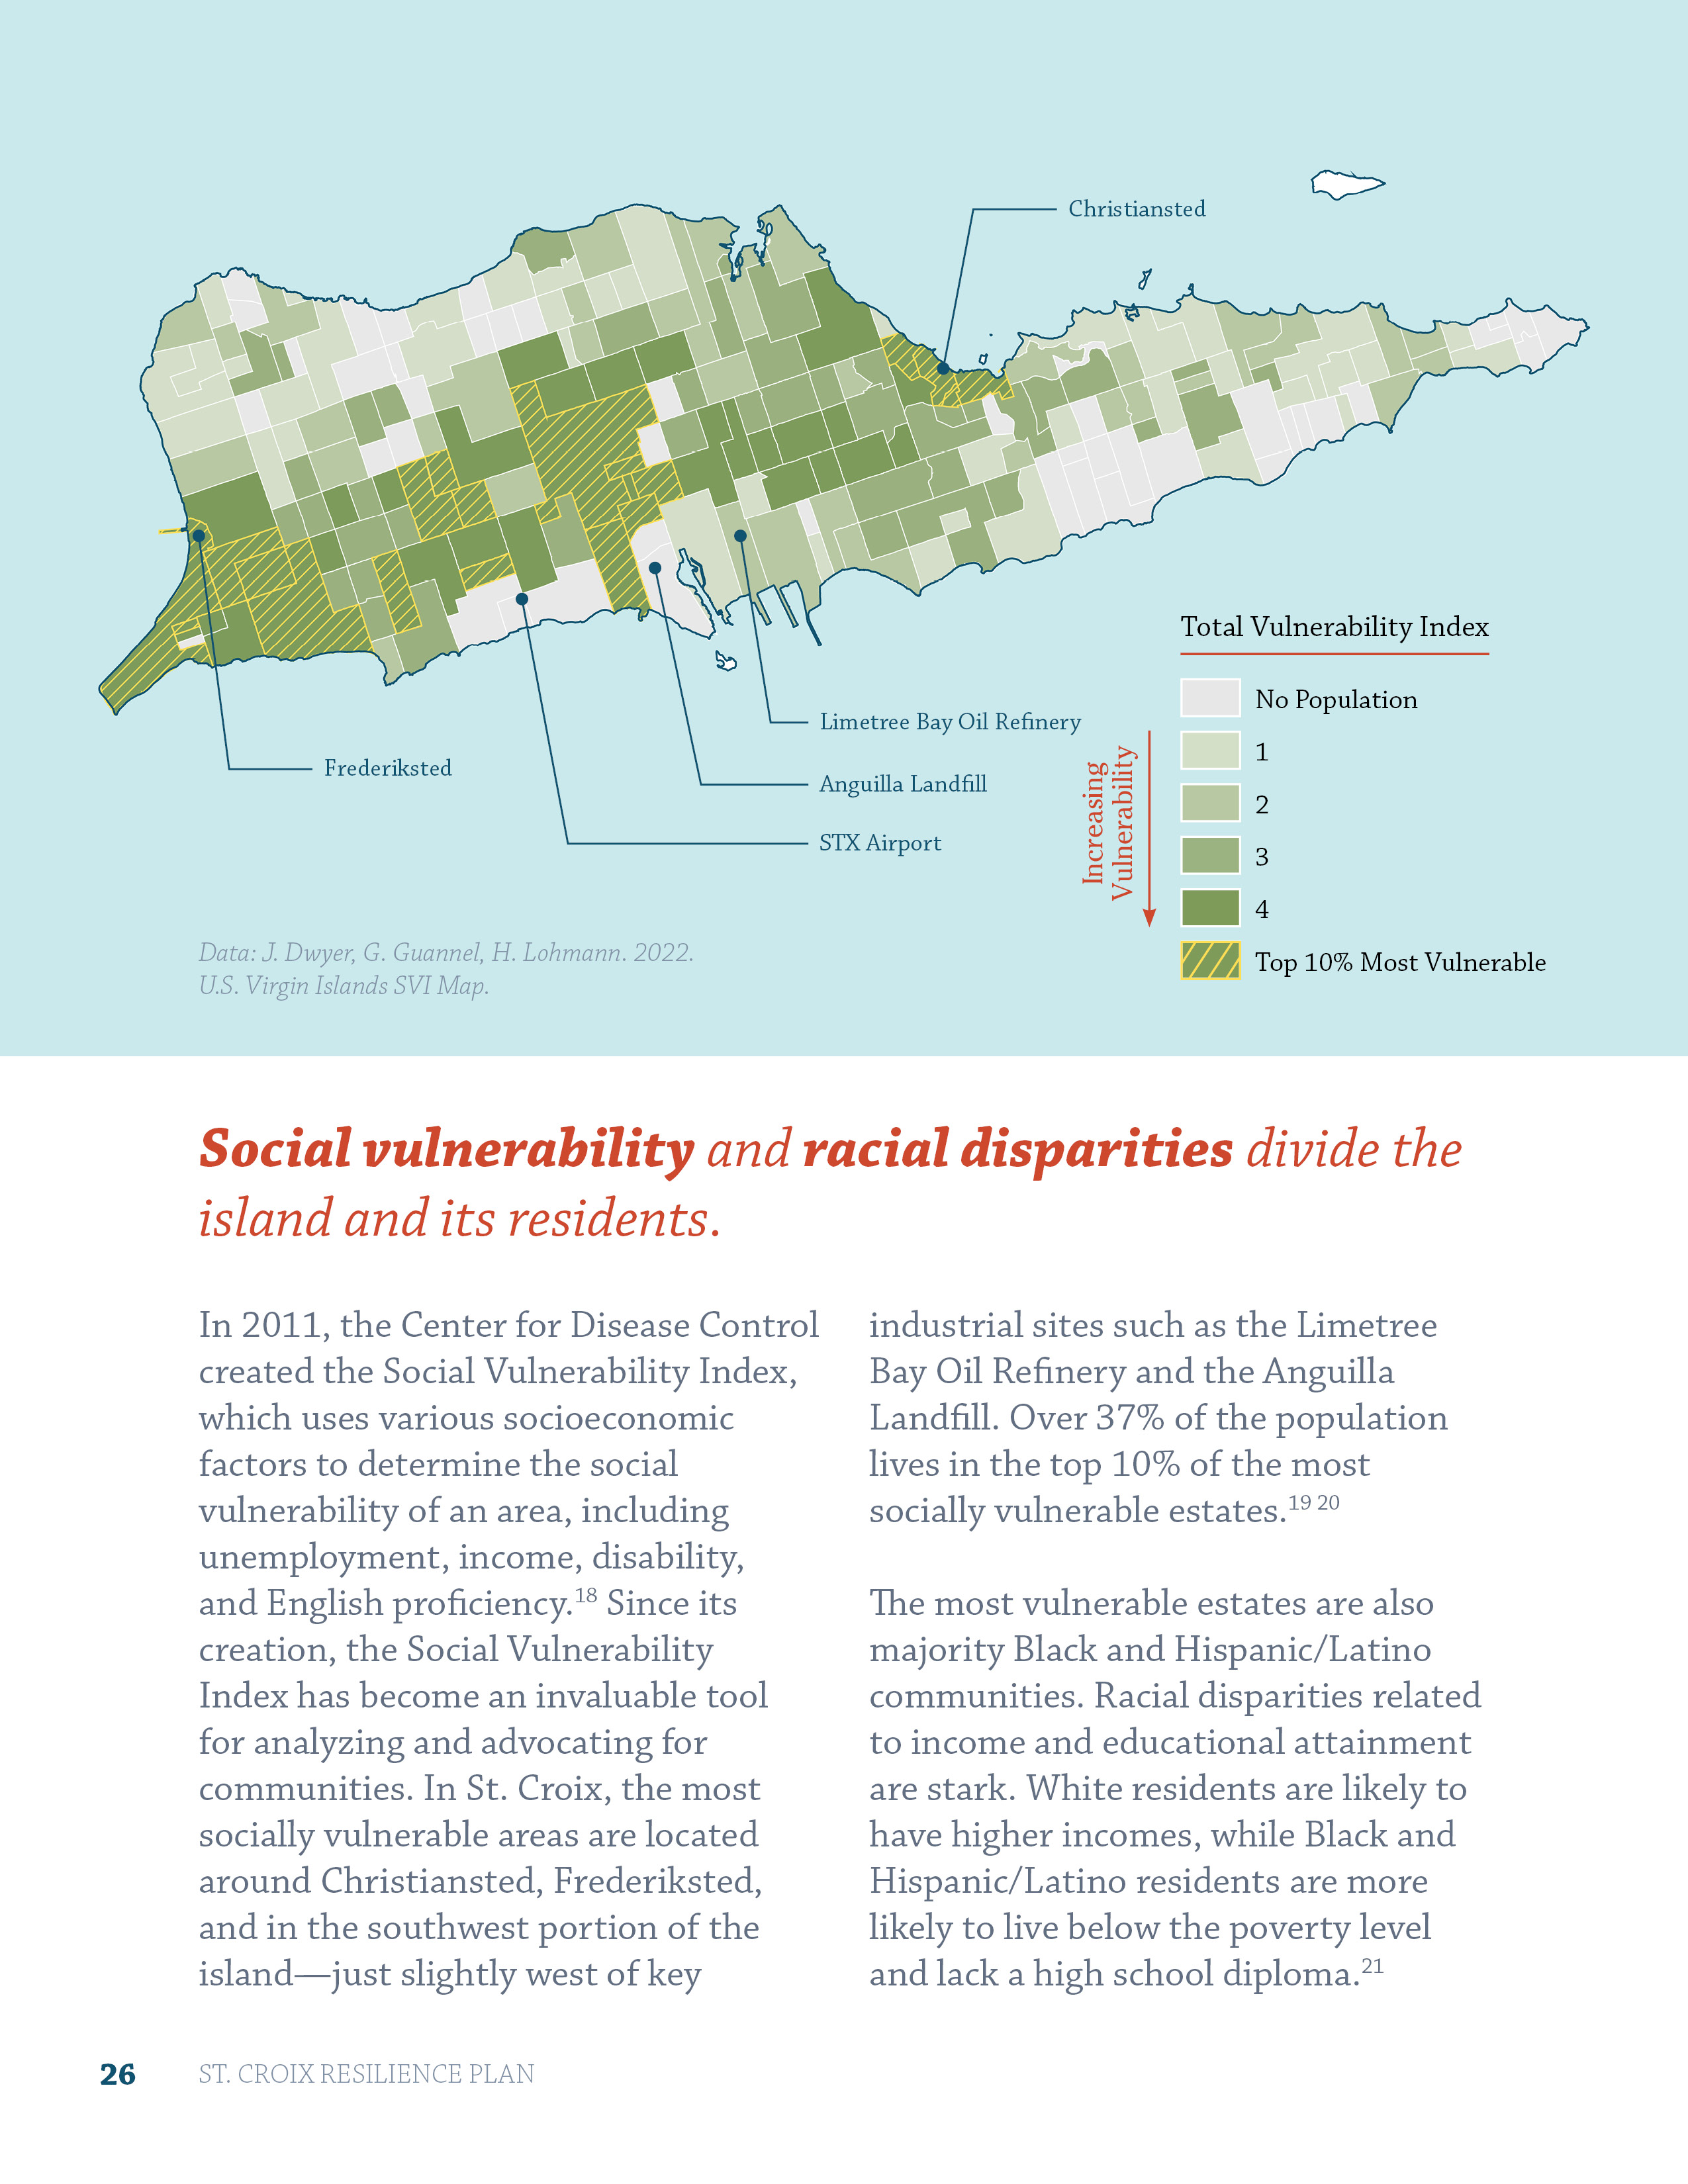 Christiansted
Frederiksted
Limetree Bay Oil Refinery
Anguilla Landfill
STX Airport
Total Vulnerability Index
No Population
1
2
3
4
Top 10% Most Vulnerable
Increasing
Vulnerability
Data: J. Dwyer, G. Guannel, H. Lohmann. 2022.
U.S. Virgin Islands SVI Map.
Social vulnerability and racial disparities divide the
island and its residents.
In 2011, the Center for Disease Control
created the Social Vulnerability Index,
which uses various socioeconomic
factors to determine the social
vulnerability of an area, including
unemployment, income, disability,
and English proficiency.18 Since its
creation, the Social Vulnerability
Index has become an invaluable tool
for analyzing and advocating for
communities. In St. Croix, the most
socially vulnerable areas are located
around Christiansted, Frederiksted,
and in the southwest portion of the
island—just slightly west of key
industrial sites such as the Limetree
Bay Oil Refinery and the Anguilla
Landfill. Over 37% of the population
lives in the top 10% of the most
socially vulnerable estates.19 20
The most vulnerable estates are also
majority Black and Hispanic/Latino
communities. Racial disparities related
to income and educational attainment
are stark. White residents are likely to
have higher incomes, while Black and
Hispanic/Latino residents are more
likely to live below the poverty level
and lack a high school diploma.21
26 ST. CROIX RESILIENCE PLAN